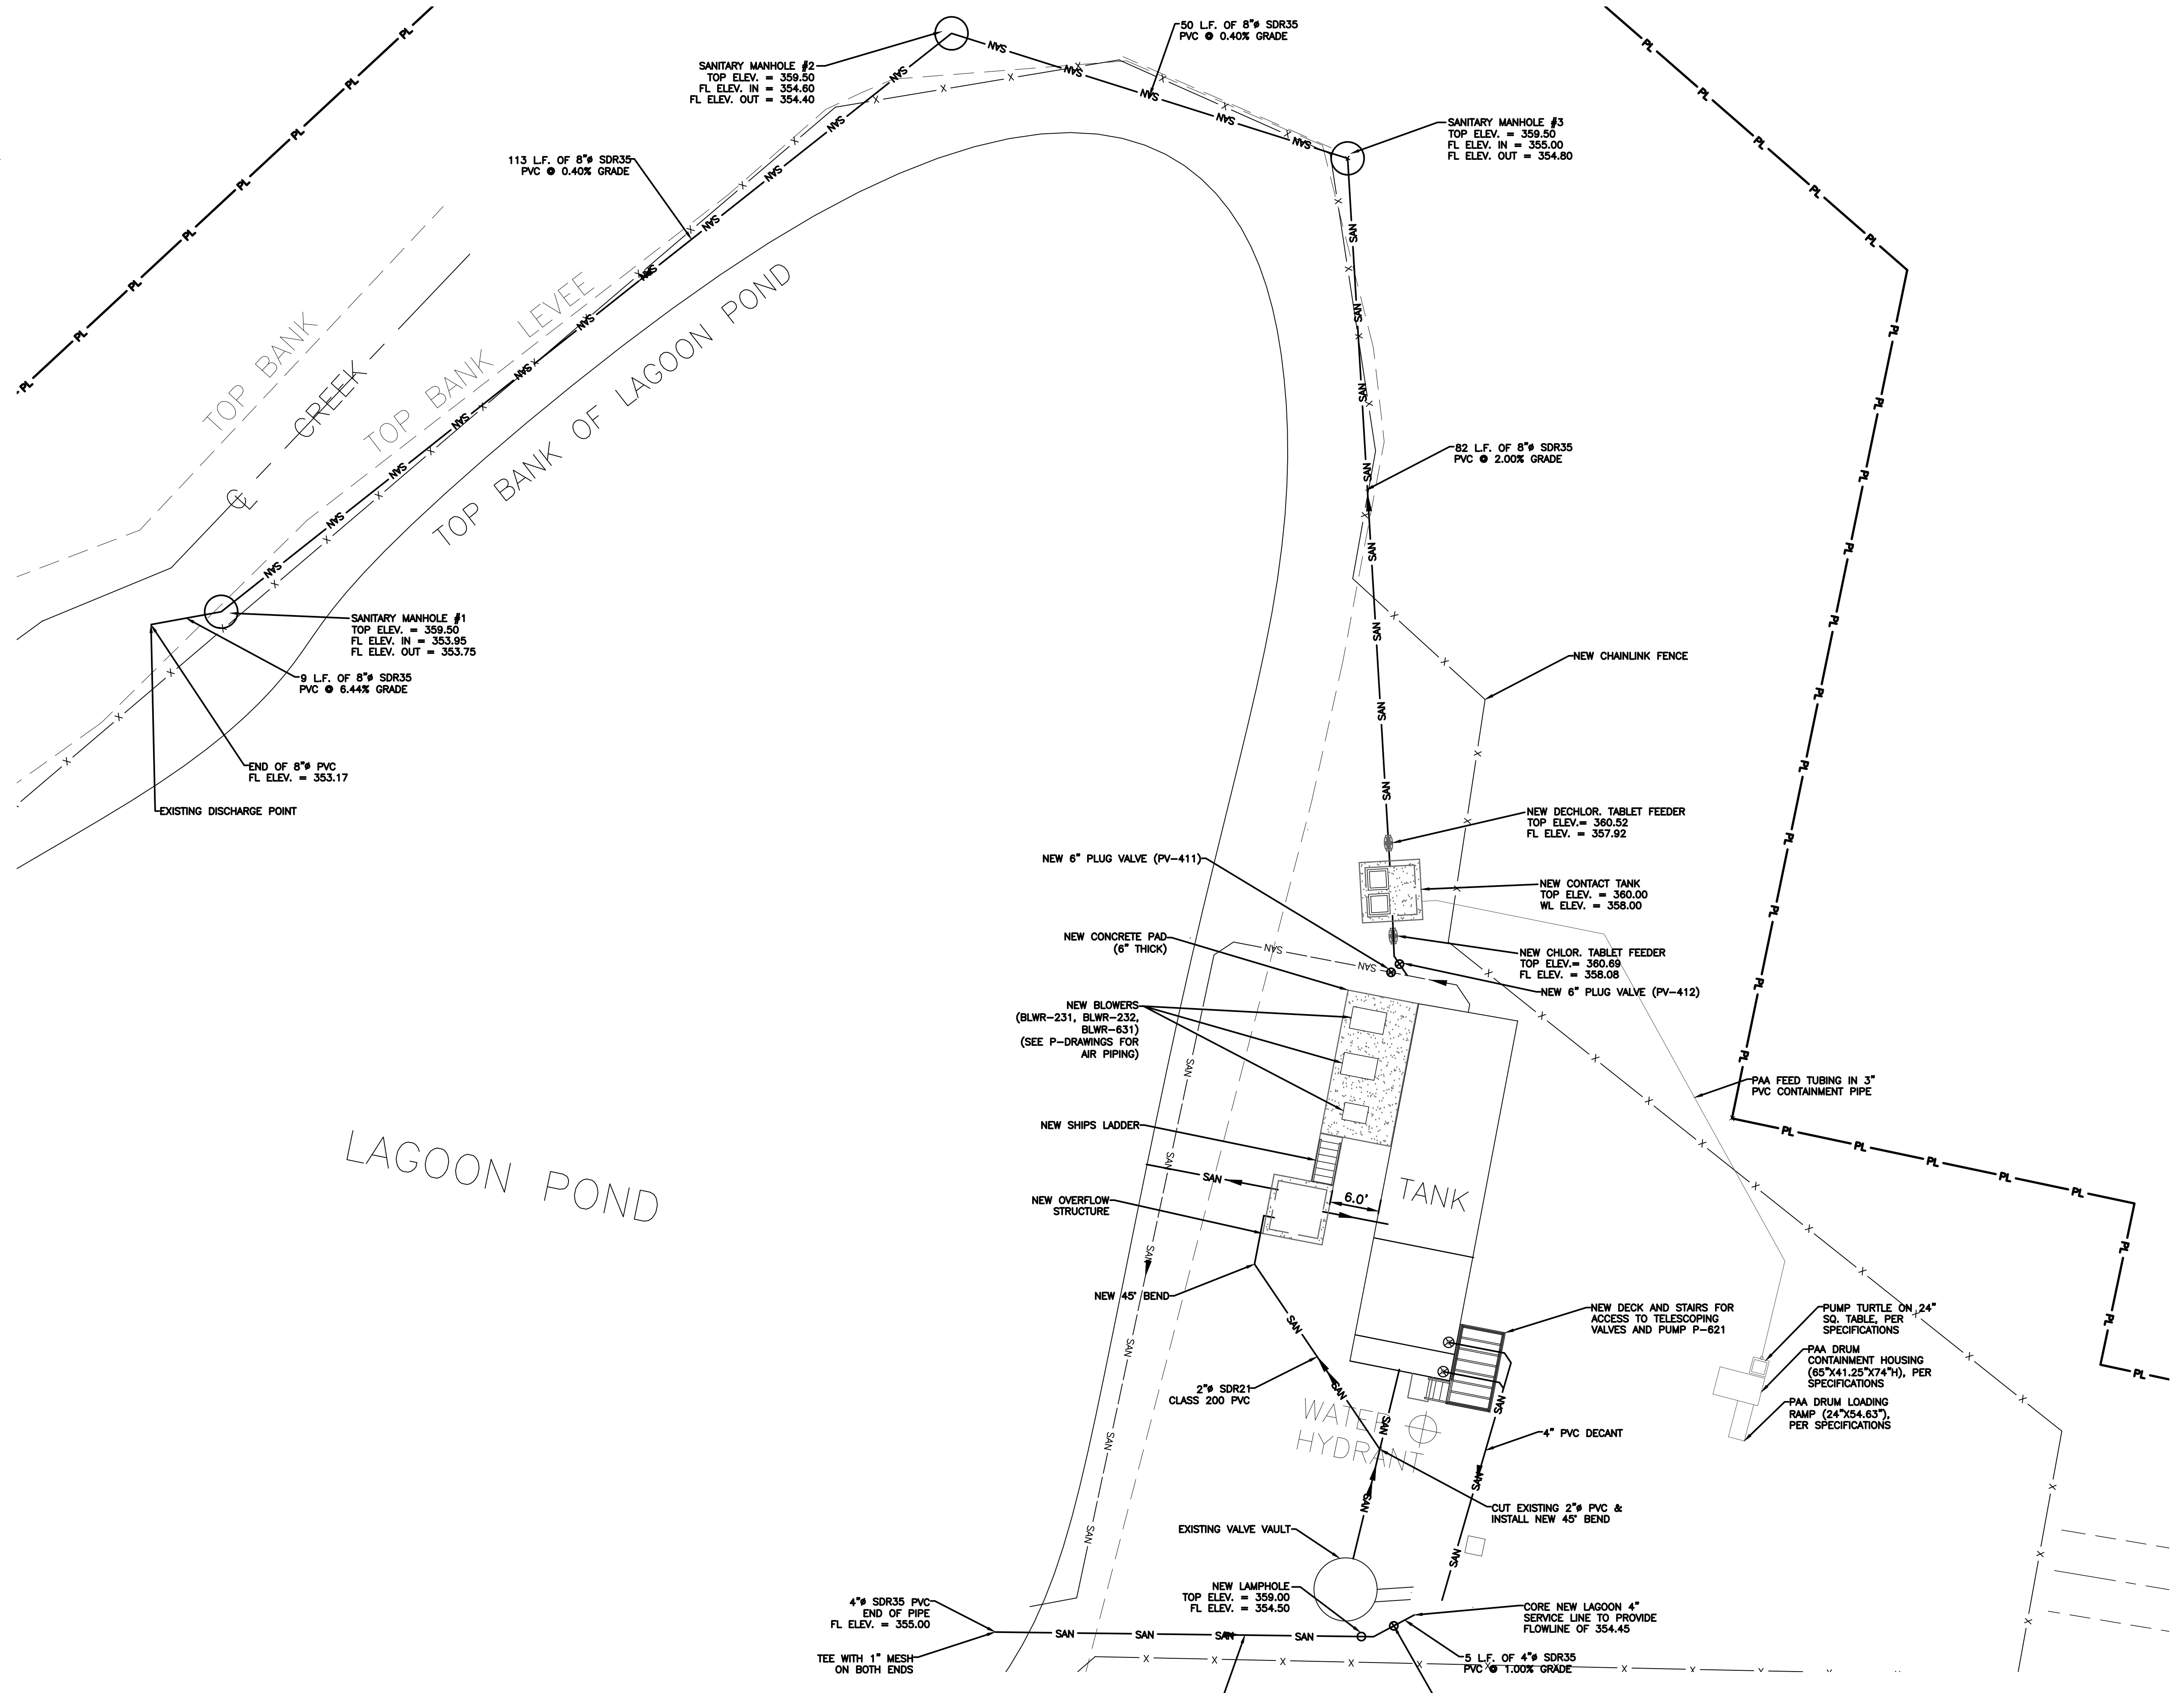 50 L.F. OF 8"ø SDR35
PVC @ 0.40% GRADE
SANITARY MANHOLE #2
TOP ELEV. = 359.50
FL ELEV. IN = 354.60
FL ELEV. OUT = 354.40
SANITARY MANHOLE #3
TOP ELEV. = 359.50
FL ELEV. IN = 355.00
FL ELEV. OUT = 354.80
113 L.F. OF 8"ø SDR35
PVC @ 0.40% GRADE
TOP BANK
CREEK
TOP BANK LEVEE
TOP BANK OF LAGOON POND
82 L.F. OF 8"ø SDR35
PVC @ 2.00% GRADE
SANITARY MANHOLE #1
TOP ELEV. = 359.50
FL ELEV. IN = 353.95
FL ELEV. OUT = 353.75
9 L.F. OF 8"ø SDR35
PVC @ 6.44% GRADE
NEW CHAINLINK FENCE
END OF 8"ø PVC
FL ELEV. = 353.17
EXISTING DISCHARGE POINT
NEW DECHLOR. TABLET FEEDER
TOP ELEV.= 360.52
FL ELEV. = 357.92
NEW 6" PLUG VALVE (PV-411)
NEW CONTACT TANK
TOP ELEV. = 360.00
WL ELEV. = 358.00
NEW CONCRETE PAD
(6" THICK)
NEW CHLOR. TABLET FEEDER
TOP ELEV.= 360.69
FL ELEV. = 358.08
NEW 6" PLUG VALVE (PV-412)
NEW BLOWERS
(BLWR-231, BLWR-232,
BLWR-631)
(SEE P-DRAWINGS FOR
AIR PIPING)
PAA FEED TUBING IN 3"
PVC CONTAINMENT PIPE
NEW SHIPS LADDER
LAGOON POND
TANK
6.0'
NEW OVERFLOW
STRUCTURE
NEW 45° BEND
NEW DECK AND STAIRS FOR
ACCESS TO TELESCOPING
VALVES AND PUMP P-621
PUMP TURTLE ON 24"
SQ. TABLE, PER
SPECIFICATIONS
PAA DRUM
CONTAINMENT HOUSING
(65"X41.25"X74"H), PER
SPECIFICATIONS
PAA DRUM LOADING
RAMP (24"X54.63"),
PER SPECIFICATIONS
2"ø SDR21
CLASS 200 PVC
WATER
HYDRANT
4" PVC DECANT
CUT EXISTING 2"ø PVC &
INSTALL NEW 45° BEND
EXISTING VALVE VAULT
NEW LAMPHOLE
TOP ELEV. = 359.00
FL ELEV. = 354.50
4"ø SDR35 PVC
END OF PIPE
FL ELEV. = 355.00
CORE NEW LAGOON 4"
SERVICE LINE TO PROVIDE
FLOWLINE OF 354.45
TEE WITH 1" MESH
ON BOTH ENDS
5 L.F. OF 4"ø SDR35
PVC @ 1.00% GRADE
SAN
PL
X